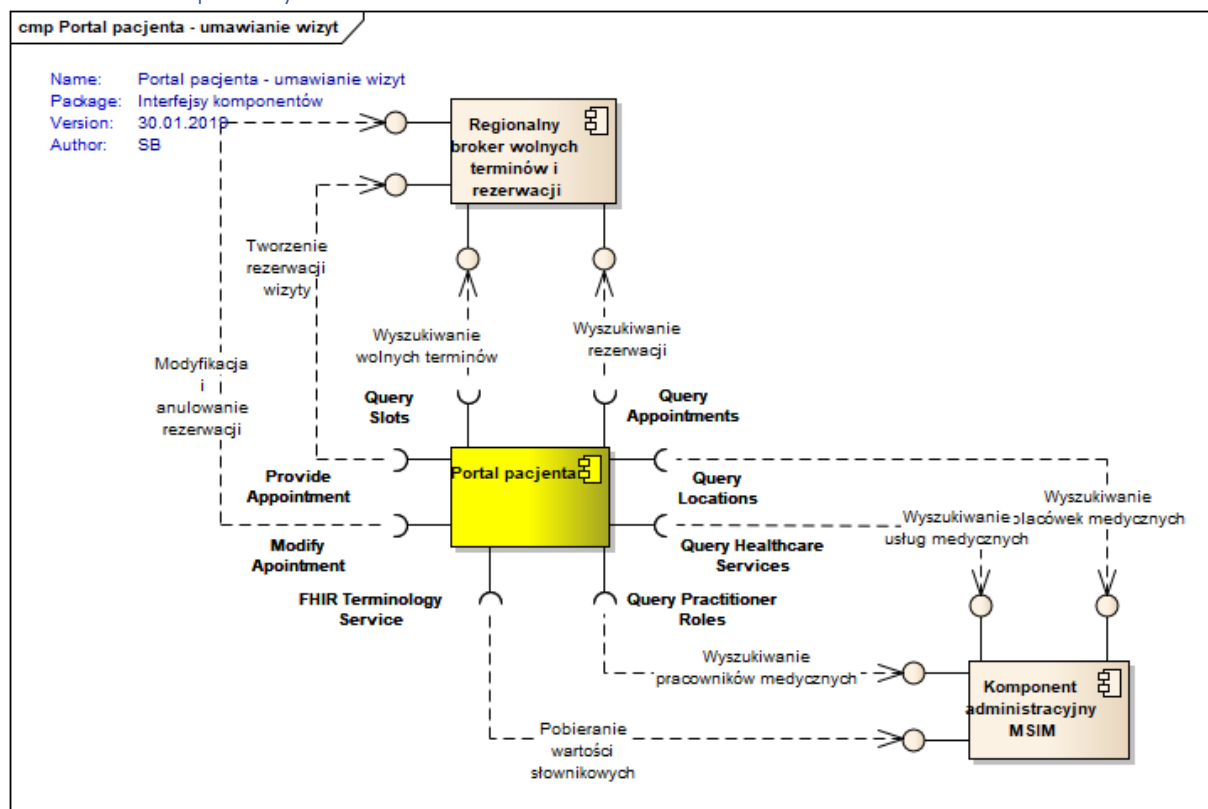 cmp Portal pacjenta - umawianie wizyt
Name: Portal pacjenta - umawianie wizyt
Package: Interfejsy komponentów
Version: 30.01.2019
Author: SB
Regionalny
broker wolnych
terminów i
rezerwacji
Tworzenie
rezerwacji
wizyty
Wyszukiwanie
wolnych terminów
Wyszukiwanie
rezerwacji
Modyfikacja
i
anulowanie
rezerwacji
Query
Slots
Query
Appointments
Portal pacjenta
Provide
Appointment
Query
Locations
Wyszukiwanie
placówek medycznych
Wyszukiwanie
usług medycznych
Modify
Apointment
Query Healthcare
Services
FHIR Terminology
Service
Query Practitioner
Roles
Wyszukiwanie
pracowników medycznych
Komponent
administracyjny
MSIM
Pobieranie
wartości
słownikowych